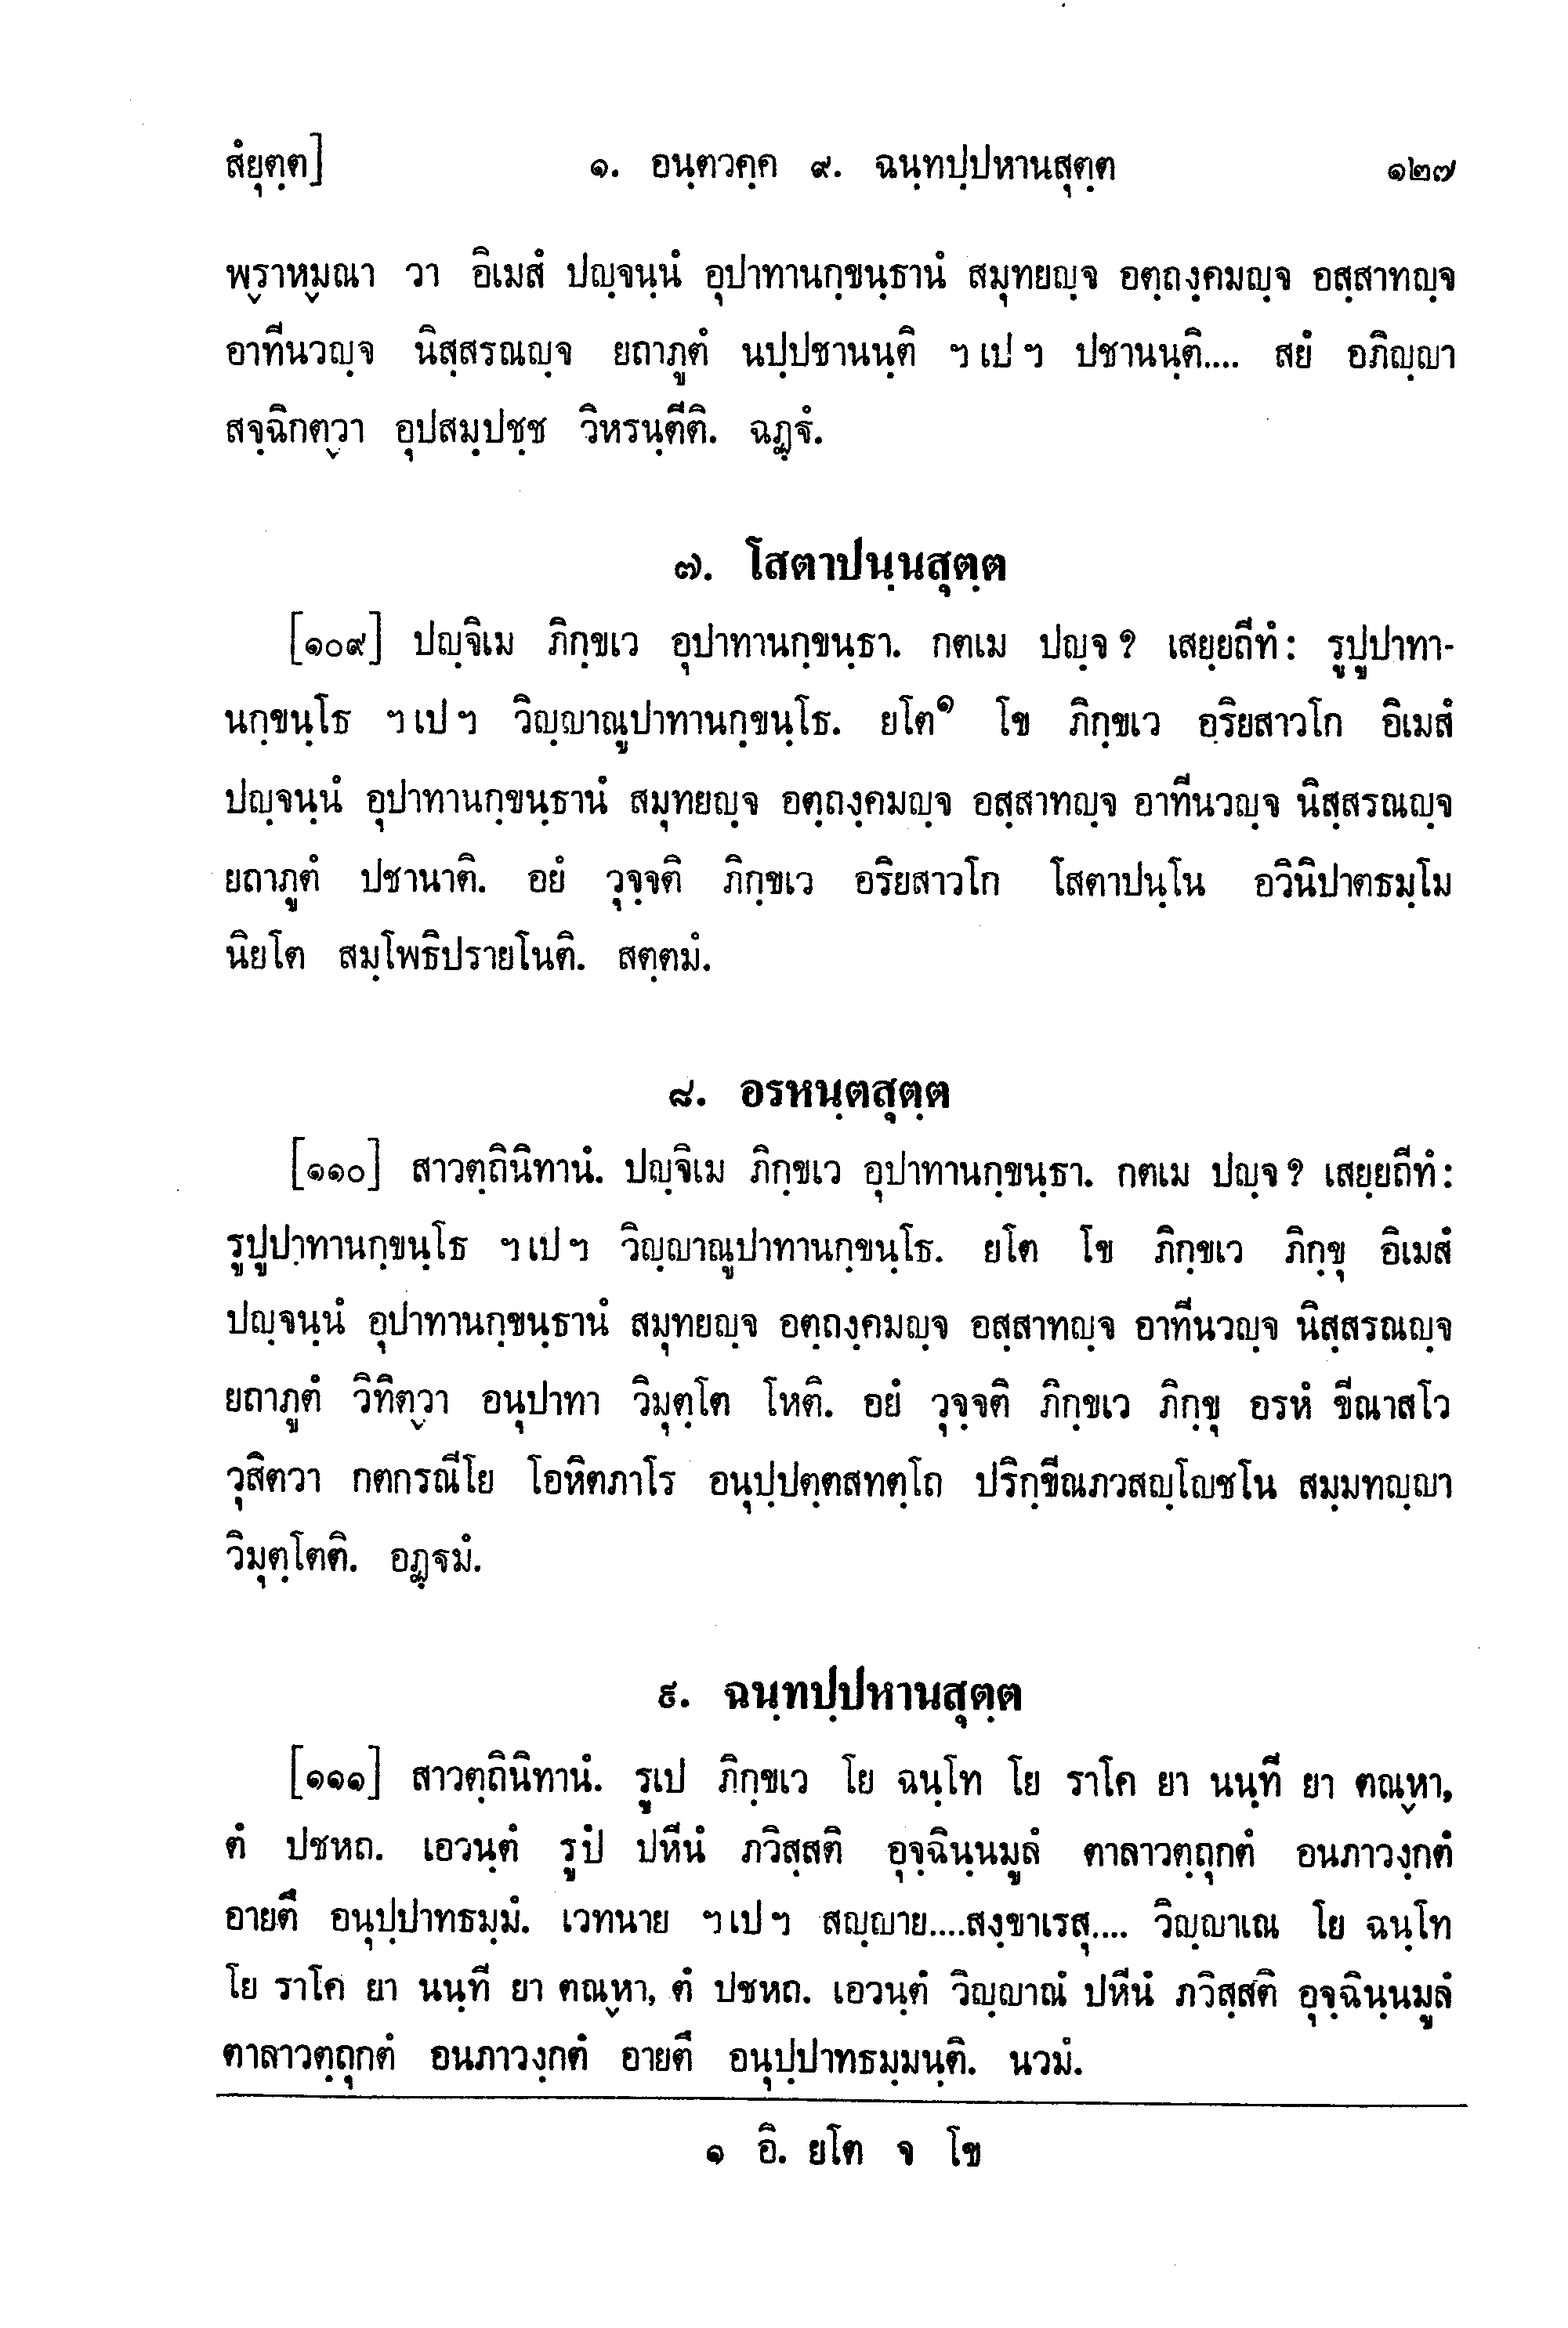 สํยุตฺต] ๑. อนฺตวคฺค ๙. ฉนฺทปฺปหานสุตฺต ๑๒๗
พฺราหฺมณา วา อิเมสํ ปญฺจนฺนํ อุปาทานกฺขนฺธานํ สมุทยญฺจ อตฺถงฺคมญฺจ อสฺสาทญฺจ
อาทีนวญฺจ นิสฺสรณญฺจ ยถาภูตํ นปฺปชานนฺติ ฯ เป ฯ ปชานนฺติ.... สยํ อภิญฺญา
สจฺฉิกตฺวา อุปสมฺปชฺช วิหรนฺตีติ. ฉฏฺฐํ.
๗. โสตาปนฺนสุตฺต
[๑๐๙] ปญฺจิเม ภิกฺขเว อุปาทานกฺขนฺธา. กตเม ปญฺจ ? เสยฺยถีทํ : รูปูปาทา-
นกฺขนฺโธ ฯ เป ฯ วิญฺญาณูปาทานกฺขนฺโธ. ยโต๑ โข ภิกฺขเว อริยสาวโก อิเมสํ
ปญฺจนฺนํ อุปาทานกฺขนฺธานํ สมุทยญฺจ อตฺถงฺคมญฺจ อสฺสาทญฺจ อาทีนวญฺจ นิสฺสรณญฺจ
ยถาภูตํ ปชานาติ. อยํ วุจฺจติ ภิกฺขเว อริยสาวโก โสตาปนฺโน อวินิปาตธมฺโม
นิยโต สมฺโพธิปรายโนติ. สตฺตมํ.
๘. อรหนฺตสุตฺต
[๑๑๐] สาวตฺถินิทานํ. ปญฺจิเม ภิกฺขเว อุปาทานกฺขนฺธา. กตเม ปญฺจ ? เสยฺยถีทํ :
รูปูปาทานกฺขนฺโธ ฯ เป ฯ วิญฺญาณูปาทานกฺขนฺโธ. ยโต โข ภิกฺขเว ภิกฺขุ อิเมสํ
ปญฺจนฺนํ อุปาทานกฺขนฺธานํ สมุทยญฺจ อตฺถงฺคมญฺจ อสฺสาทญฺจ อาทีนวญฺจ นิสฺสรณญฺจ
ยถาภูตํ วิทิตฺวา อนุปาทา วิมุตฺโต โหติ. อยํ วุจฺจติ ภิกฺขเว ภิกฺขุ อรหํ ขีณาสโว
วุสิตวา กตกรณีโย โอหิตภาโร อนุปฺปตฺตสทตฺโถ ปริกฺขีณภวสญฺโญชโน สมฺมทญฺญา
วิมุตฺโตติ. อฏฺฐมํ.
๙. ฉนฺทปฺปหานสุตฺต
[๑๑๑] สาวตฺถินิทานํ. รูเป ภิกฺขเว โย ฉนฺโท โย ราโค ยา นนฺที ยา ตณฺหา,
ตํ ปชหถ. เอวนฺตํ รูปํ ปหีนํ ภวิสฺสติ อุจฺฉินฺนมูลํ ตาลาวตฺถุกตํ อนภาวงฺกตํ
อายตึ อนุปฺปาทธมฺมํ. เวทนาย ฯ เป ฯ สญฺญาย....สงฺขาเรสุ.... วิญฺญาเณ โย ฉนฺโท
โย ราโค ยา นนฺที ยา ตณฺหา, ตํ ปชหถ. เอวนฺตํ วิญฺญาณํ ปหีนํ ภวิสฺสติ อุจฺฉินฺนมูลํ
ตาลาวตฺถุกตํ อนภาวงฺกตํ อายตึ อนุปฺปาทธมฺมนฺติ. นวมํ.
๑ อิ. ยโต จ โข